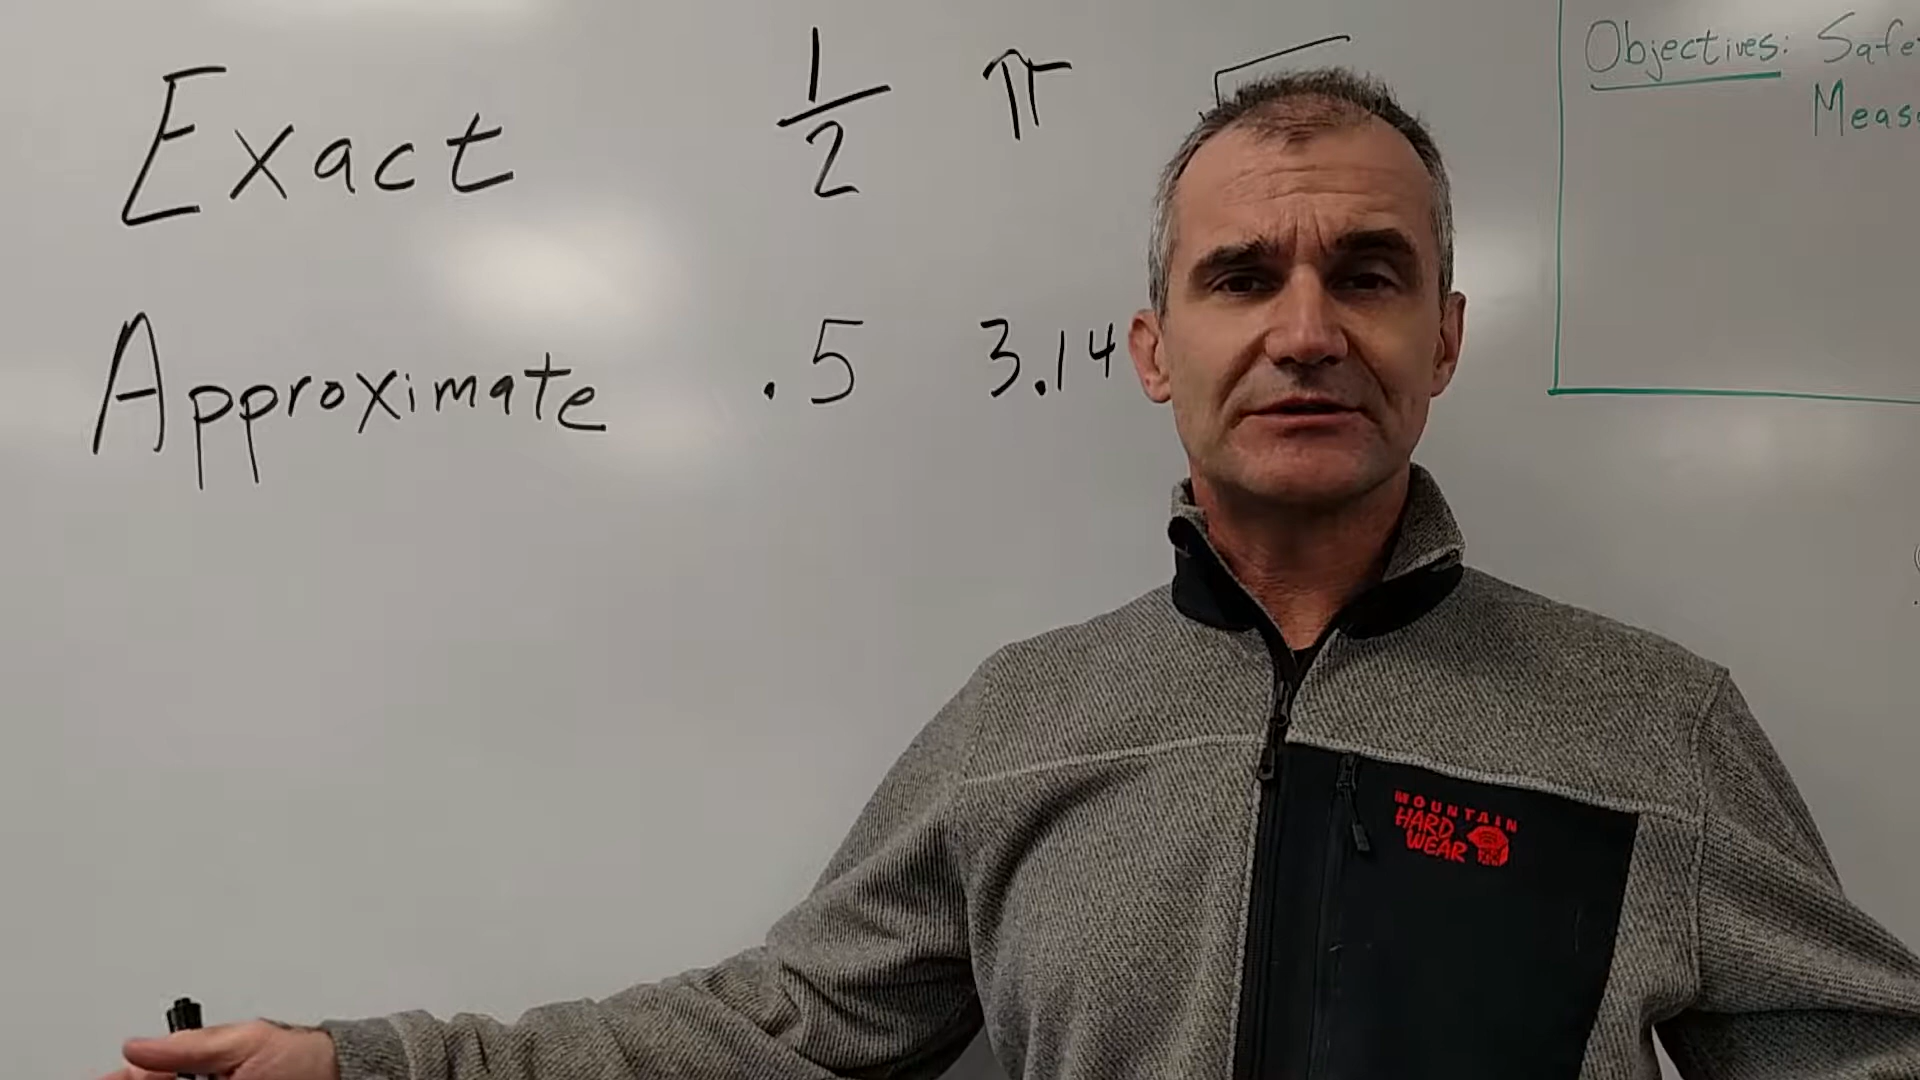 Exact 1/2 π √
Approximate .5 3.14
Objectives:
MOUNTAIN
HARD
WEAR